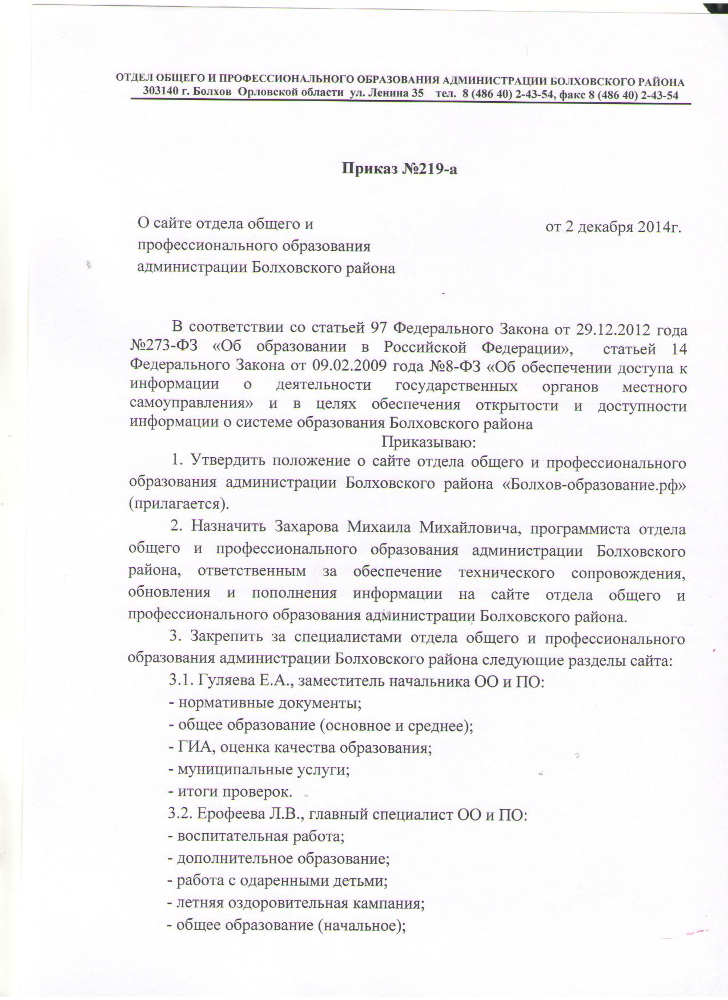 ОТДЕЛ ОБЩЕГО И ПРОФЕССИОНАЛЬНОГО ОБРАЗОВАНИЯ АДМИНИСТРАЦИИ БОЛХОВСКОГО РАЙОНА
303140 г. Болхов Орловской области ул. Ленина 35 тел. 8 (486 40) 2-43-54, факс 8 (486 40) 2-43-54
Приказ №219-а
О сайте отдела общего и от 2 декабря 2014г.
профессионального образования
администрации Болховского района
В соответствии со статьей 97 Федерального Закона от 29.12.2012 года
№273-ФЗ «Об образовании в Российской Федерации», статьей 14
Федерального Закона от 09.02.2009 года №8-ФЗ «Об обеспечении доступа к
информации о деятельности государственных органов местного
самоуправления» и в целях обеспечения открытости и доступности
информации о системе образования Болховского района
Приказываю:
1. Утвердить положение о сайте отдела общего и профессионального
образования администрации Болховского района «Болхов-образование.рф»
(прилагается).
2. Назначить Захарова Михаила Михайловича, программиста отдела
общего и профессионального образования администрации Болховского
района, ответственным за обеспечение технического сопровождения,
обновления и пополнения информации на сайте отдела общего и
профессионального образования администрации Болховского района.
3. Закрепить за специалистами отдела общего и профессионального
образования администрации Болховского района следующие разделы сайта:
3.1. Гуляева Е.А., заместитель начальника ОО и ПО:
- нормативные документы;
- общее образование (основное и среднее);
- ГИА, оценка качества образования;
- муниципальные услуги;
- итоги проверок.
3.2. Ерофеева Л.В., главный специалист ОО и ПО:
- воспитательная работа;
- дополнительное образование;
- работа с одаренными детьми;
- летняя оздоровительная кампания;
- общее образование (начальное);